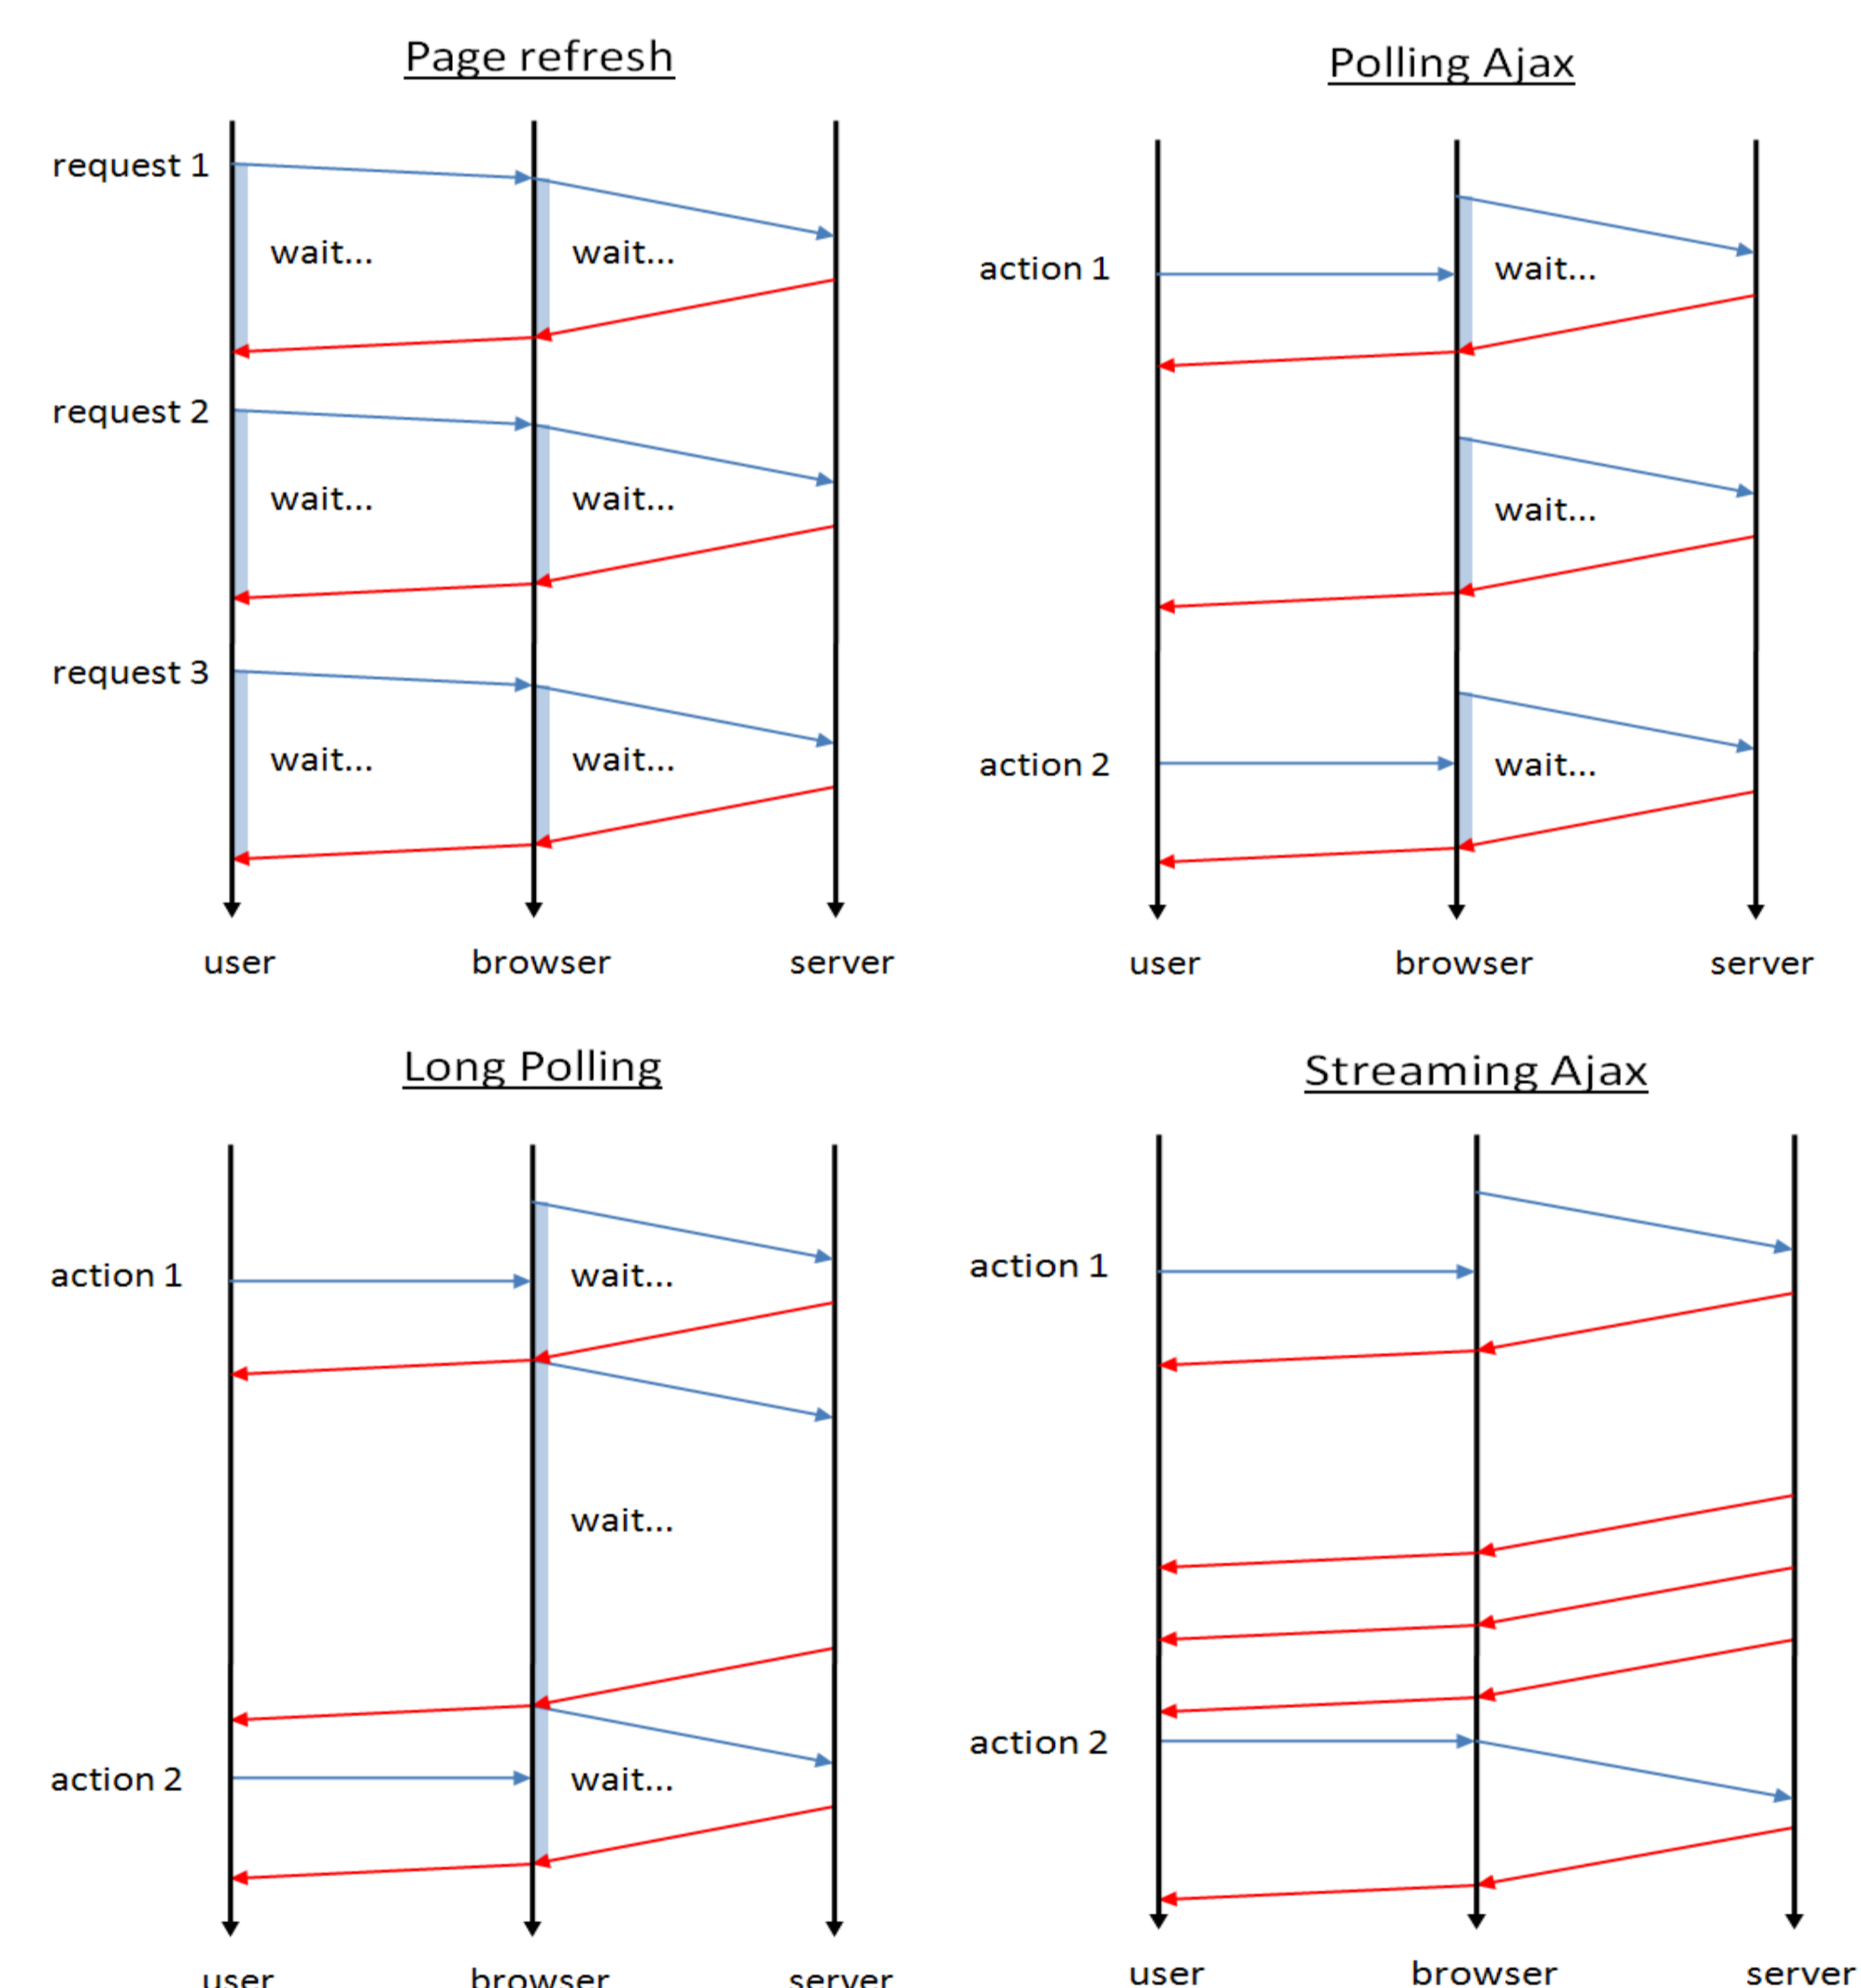 Page refresh
request 1
wait...
wait...
request 2
wait...
wait...
request 3
wait...
wait...
user
browser
server
Polling Ajax
action 1
wait...
wait...
action 2
wait...
user
browser
server
Long Polling
action 1
wait...
wait...
action 2
wait...
user
browser
server
Streaming Ajax
action 1
action 2
user
browser
server